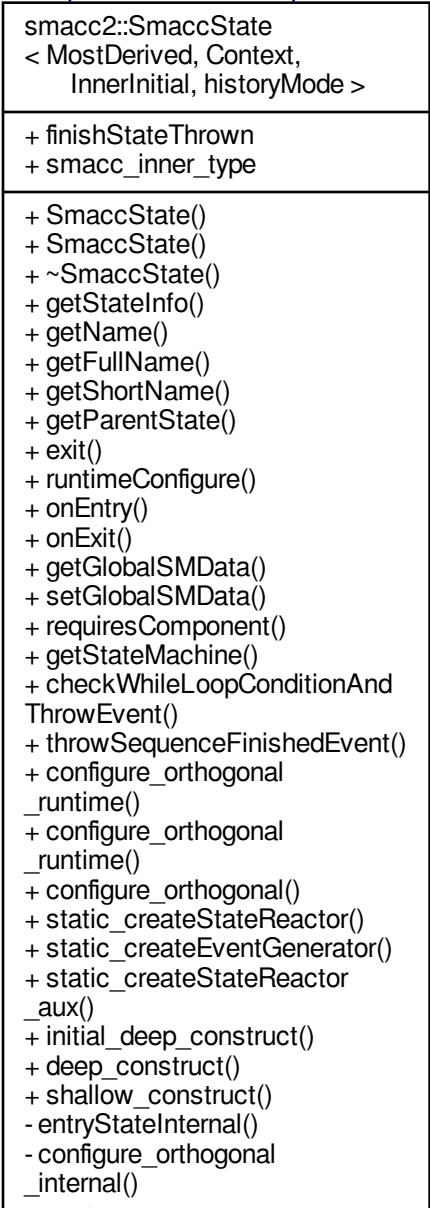 smacc2::SmaccState
< MostDerived, Context,
InnerInitial, historyMode >
+ finishStateThrown
+ smacc_inner_type
+ SmaccState()
+ SmaccState()
+ ~SmaccState()
+ getStateInfo()
+ getName()
+ getFullName()
+ getShortName()
+ getParentState()
+ exit()
+ runtimeConfigure()
+ onEntry()
+ onExit()
+ getGlobalSMData()
+ setGlobalSMData()
+ requiresComponent()
+ getStateMachine()
+ checkWhileLoopConditionAnd
ThrowEvent()
+ throwSequenceFinishedEvent()
+ configure_orthogonal
_runtime()
+ configure_orthogonal
_runtime()
+ configure_orthogonal()
+ static_createStateReactor()
+ static_createEventGenerator()
+ static_createStateReactor
_aux()
+ initial_deep_construct()
+ deep_construct()
+ shallow_construct()
- entryStateInternal()
- configure_orthogonal
_internal()